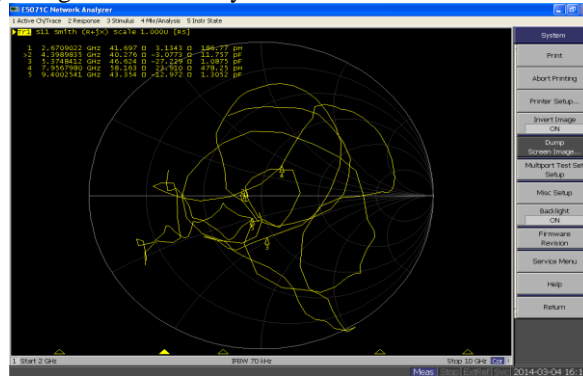 E5071C Network Analyzer
1 Active Ch/Trace 2 Response 3 Stimulus 4 Mkr/Analysis 5 Instr State
Tr1 S11 Smith (R+jX) Scale 1.000U [RS]
1 2.6709022 GHz 41.697 Ω 3.1343 Ω 186.77 pH
>2 4.3989835 GHz 40.276 Ω -3.0773 Ω 11.757 pF
3 5.3748412 GHz 46.624 Ω -27.229 Ω 1.0875 pF
4 7.9567980 GHz 58.163 Ω 23.910 Ω 478.25 pH
5 9.4002541 GHz 43.354 Ω -12.972 Ω 1.3052 pF
4
3
System
Print
Abort Printing
Printer Setup...
Invert Image
ON
Dump
Screen Image...
Multiport Test Set
Setup
Misc Setup
Backlight
ON
Firmware
Revision
Service Menu
Help
Return
1 Start 2 GHz IFBW 70 kHz Stop 10 GHz Cor !
Meas Stop ExtRef Svc 2014-03-04 16:1